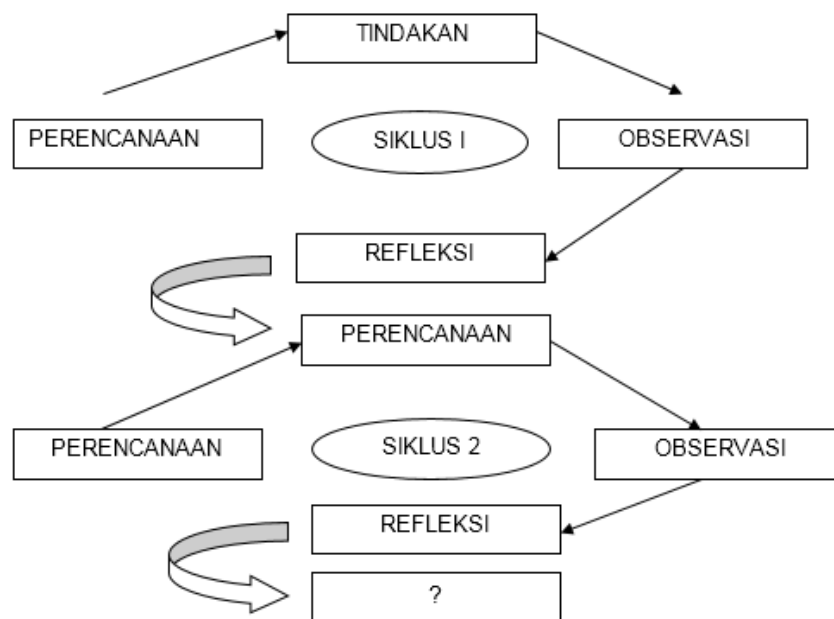 TINDAKAN
PERENCANAAN
SIKLUS I
OBSERVASI
REFLEKSI
PERENCANAAN
PERENCANAAN
SIKLUS 2
OBSERVASI
REFLEKSI
?